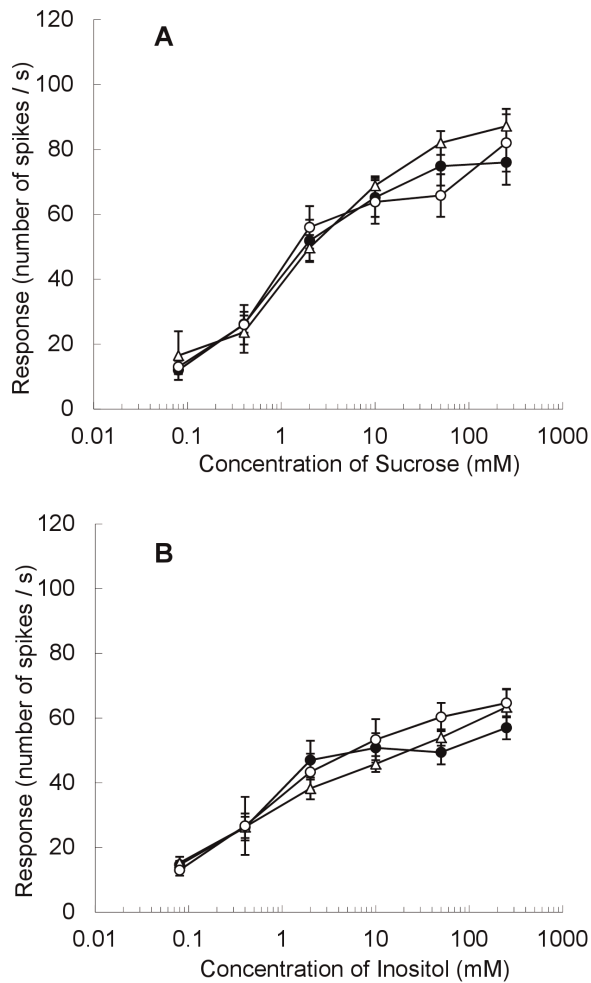 120
A
100
80
60
40
20
0
Response (number of spikes / s)
0.01 0.1 1 10 100 1000
Concentration of Sucrose (mM)
120
B
100
80
60
40
20
0
Response (number of spikes / s)
0.01 0.1 1 10 100 1000
Concentration of Inositol (mM)